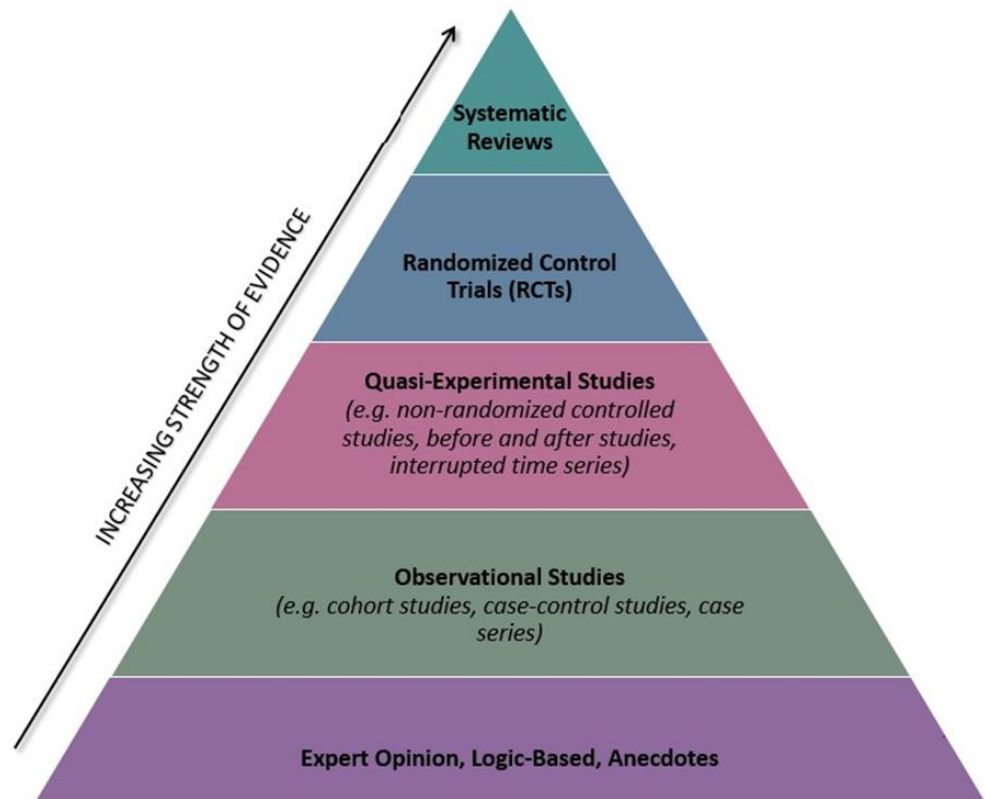 Systematic
Reviews
INCREASING STRENGTH OF EVIDENCE
Randomized Control
Trials (RCTs)
Quasi-Experimental Studies
(e.g. non-randomized controlled
studies, before and after studies,
interrupted time series)
Observational Studies
(e.g. cohort studies, case-control studies, case
series)
Expert Opinion, Logic-Based, Anecdotes